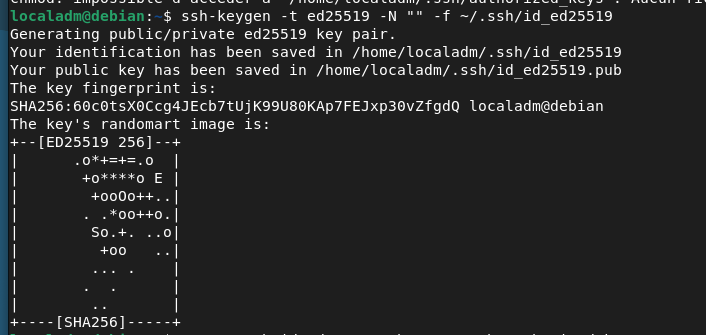 localadm@debian:~$ ssh-keygen -t ed25519 -N "" -f ~/.ssh/id_ed25519
Generating public/private ed25519 key pair.
Your identification has been saved in /home/localadm/.ssh/id_ed25519
Your public key has been saved in /home/localadm/.ssh/id_ed25519.pub
The key fingerprint is:
SHA256:60c0tsX0Ccg4JEcb7tUjK99U80KAp7FEJxp30vZfgdQ localadm@debian
The key's randomart image is:
+--[ED25519 256]--+
|      .o*+=+=.o  |
|       +o****o E |
|        +ooOo++..|
|       . .*oo++o.|
|        So.+. ..o|
|         +oo   ..|
|        ... .    |
|       .  .      |
|        ..       |
+----[SHA256]-----+